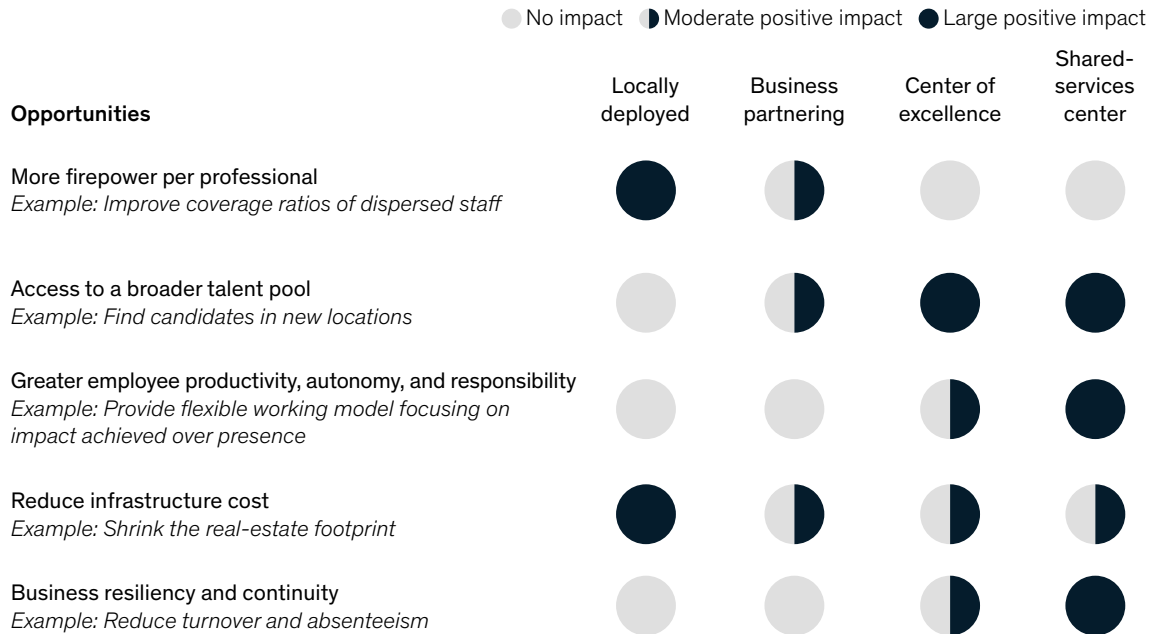 No impact Moderate positive impact Large positive impact
Opportunities
Locally
deployed
Business
partnering
Center of
excellence
Shared-
services
center
More firepower per professional
Example: Improve coverage ratios of dispersed staff
Access to a broader talent pool
Example: Find candidates in new locations
Greater employee productivity, autonomy, and responsibility
Example: Provide flexible working model focusing on
impact achieved over presence
Reduce infrastructure cost
Example: Shrink the real-estate footprint
Business resiliency and continuity
Example: Reduce turnover and absenteeism